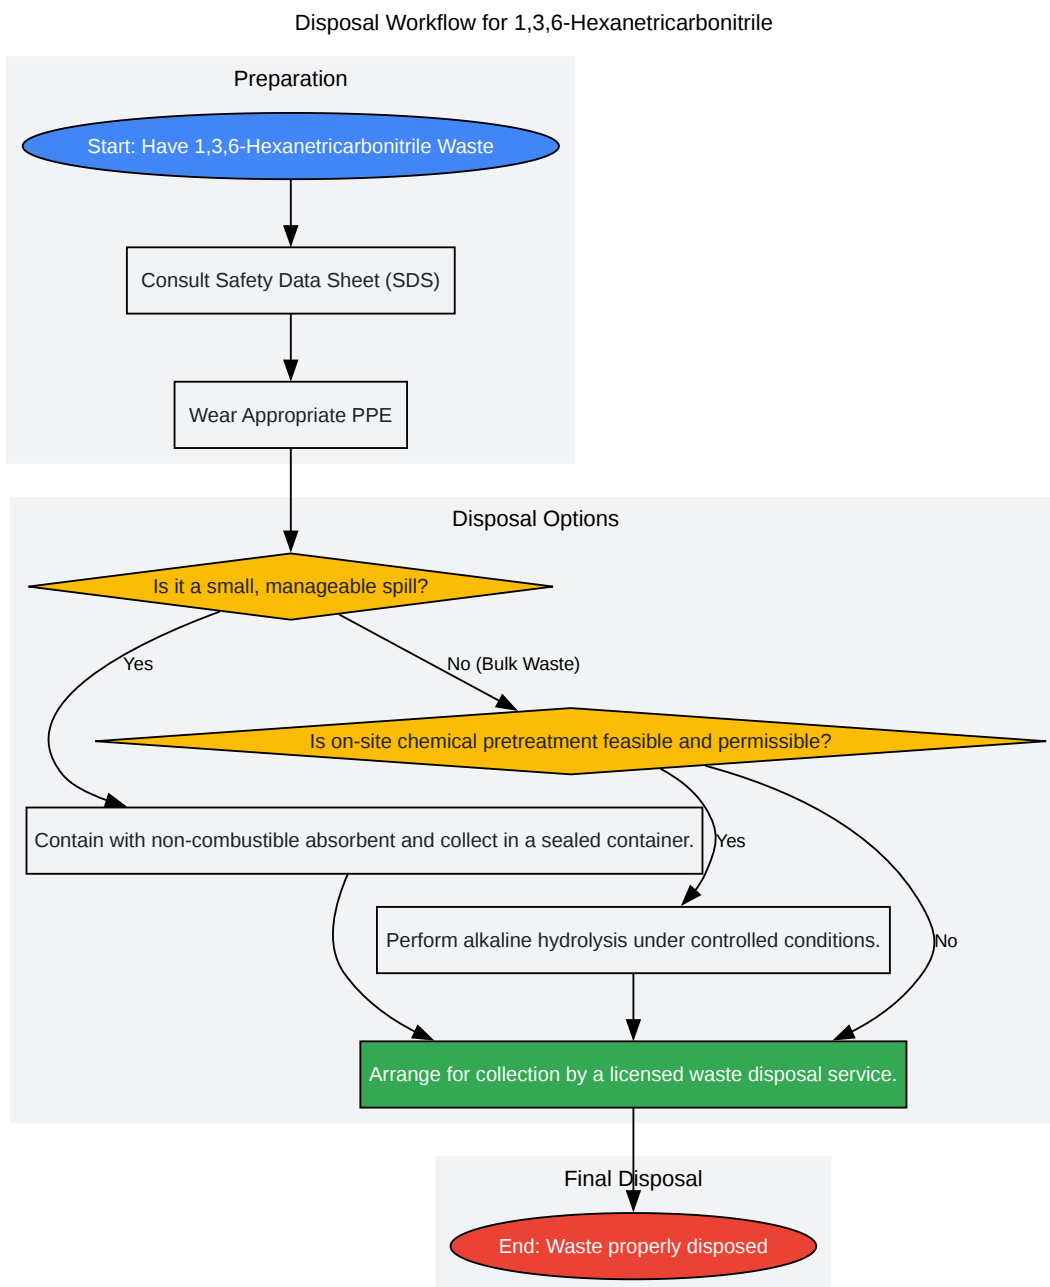 Disposal Workflow for 1,3,6-Hexanetricarbonitrile
Preparation
Start: Have 1,3,6-Hexanetricarbonitrile Waste
Consult Safety Data Sheet (SDS)
Wear Appropriate PPE
Disposal Options
Is it a small, manageable spill?
Yes
No (Bulk Waste)
Is on-site chemical pretreatment feasible and permissible?
Contain with non-combustible absorbent and collect in a sealed container.
Yes
Perform alkaline hydrolysis under controlled conditions.
No
Arrange for collection by a licensed waste disposal service.
Final Disposal
End: Waste properly disposed